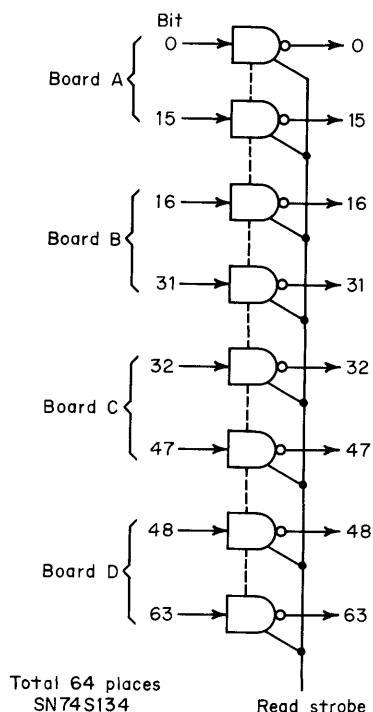 Bit
0 0
Board A
15 15
16 16
Board B
31 31
32 32
Board C
47 47
48 48
Board D
63 63
Total 64 places
SN74S134 Read strobe